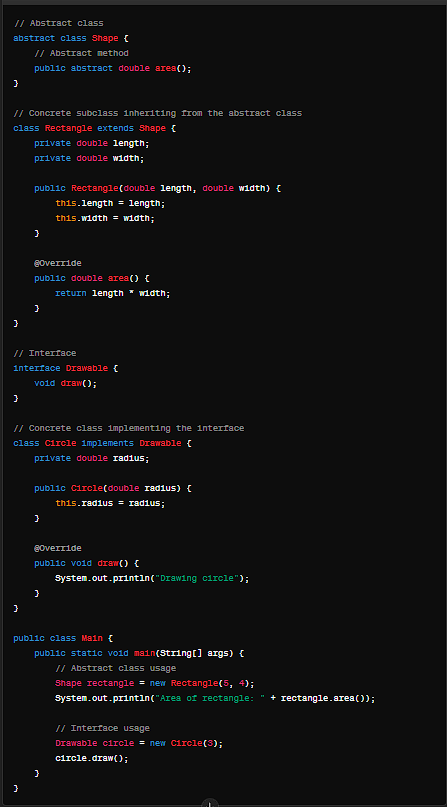 // Abstract class
abstract class Shape {
    // Abstract method
    public abstract double area();
}

// Concrete subclass inheriting from the abstract class
class Rectangle extends Shape {
    private double length;
    private double width;

    public Rectangle(double length, double width) {
        this.length = length;
        this.width = width;
    }

    @Override
    public double area() {
        return length * width;
    }
}

// Interface
interface Drawable {
    void draw();
}

// Concrete class implementing the interface
class Circle implements Drawable {
    private double radius;

    public Circle(double radius) {
        this.radius = radius;
    }

    @Override
    public void draw() {
        System.out.println("Drawing circle");
    }
}

public class Main {
    public static void main(String[] args) {
        // Abstract class usage
        Shape rectangle = new Rectangle(5, 4);
        System.out.println("Area of rectangle: " + rectangle.area());

        // Interface usage
        Drawable circle = new Circle(3);
        circle.draw();
    }
}